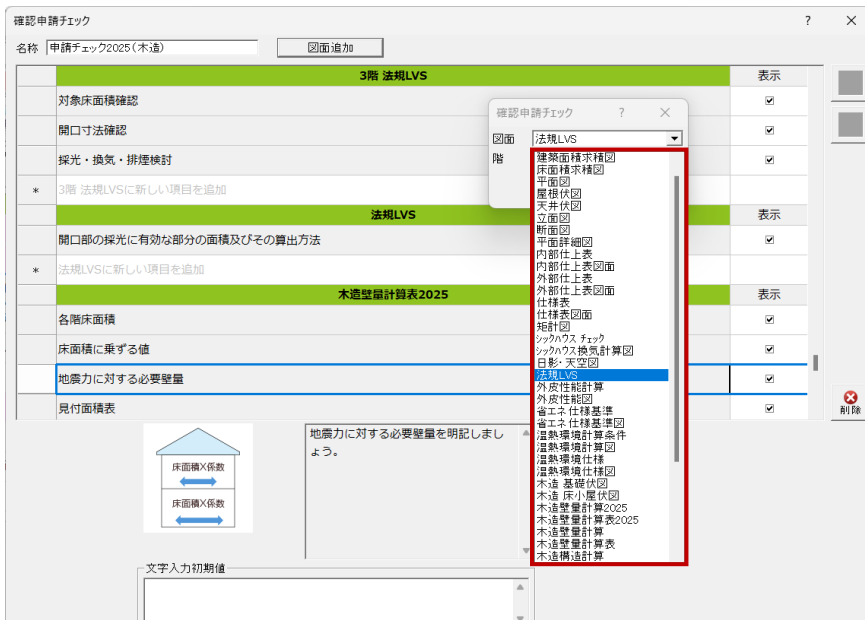 確認申請チェック
? ×
名称 申請チェック2025(木造) 図面追加
3階 法規LVS 表示
対象床面積確認
開口寸法確認
採光・換気・排煙検討
* 3階 法規LVSに新しい項目を追加
法規LVS 表示
開口部の採光に有効な部分の面積及びその算出方法
* 法規LVSに新しい項目を追加
木造壁量計算表2025 表示
各階床面積
床面積に乗ずる値
地震力に対する必要壁量
見付面積表
削除
確認申請チェック ? ×
図面 法規LVS
階
建築面積求積図
床面積求積図
平面図
屋根伏図
天井伏図
立面図
断面図
平面詳細図
内部仕上表
内部仕上表図面
外部仕上表
外部仕上表図面
仕様表
仕様表図面
矩計図
シックハウス チェック
シックハウス換気計算図
日影・天空図
法規LVS
外皮性能計算
外皮性能図
省エネ仕様基準
省エネ仕様基準図
温熱環境計算条件
温熱環境計算図
温熱環境仕様
温熱環境仕様図
木造 基礎伏図
木造 床小屋伏図
木造壁量計算2025
木造壁量計算表2025
木造壁量計算
木造壁量計算表
木造構造計算
床面積X係数
床面積X係数
地震力に対する必要壁量を明記しまし
ょう。
文字入力初期値